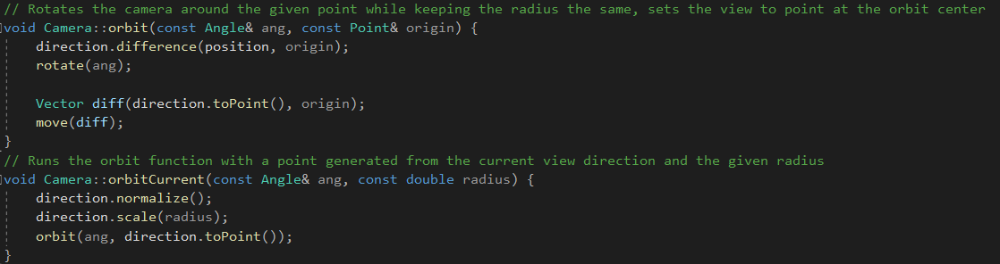 // Rotates the camera around the given point while keeping the radius the same, sets the view to point at the orbit center
void Camera::orbit(const Angle& ang, const Point& origin) {
direction.difference(position, origin);
rotate(ang);
Vector diff(direction.toPoint(), origin);
move(diff);
}
// Runs the orbit function with a point generated from the current view direction and the given radius
void Camera::orbitCurrent(const Angle& ang, const double radius) {
direction.normalize();
direction.scale(radius);
orbit(ang, direction.toPoint());
}